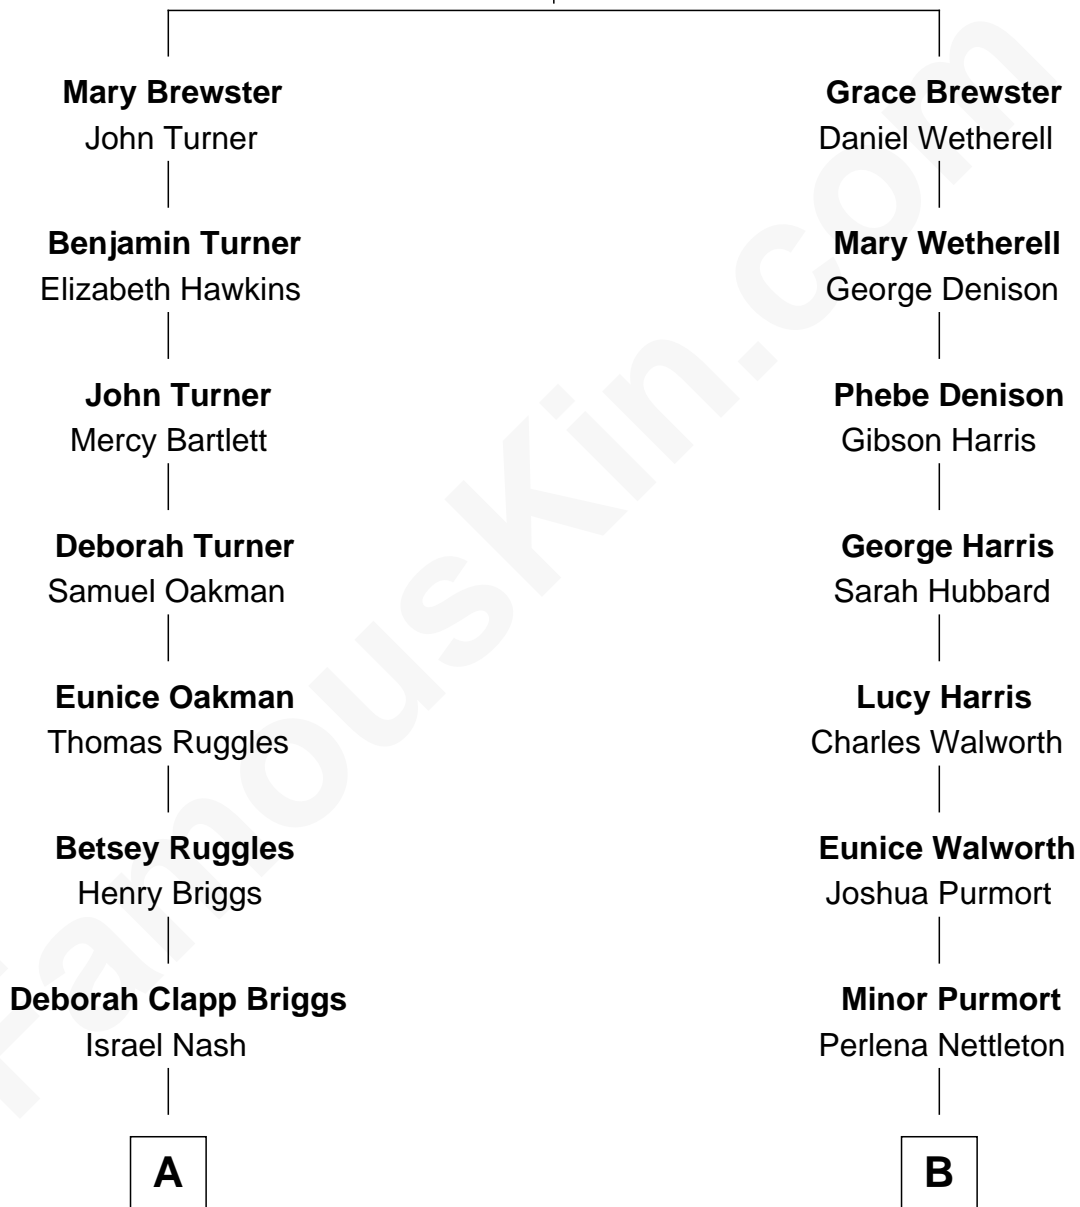 Mary Brewster
John Turner
Benjamin Turner
Elizabeth Hawkins
John Turner
Mercy Bartlett
Deborah Turner
Samuel Oakman
Eunice Oakman
Thomas Ruggles
Betsey Ruggles
Henry Briggs
Deborah Clapp Briggs
Israel Nash
A
Grace Brewster
Daniel Wetherell
Mary Wetherell
George Denison
Phebe Denison
Gibson Harris
George Harris
Sarah Hubbard
Lucy Harris
Charles Walworth
Eunice Walworth
Joshua Purmort
Minor Purmort
Perlena Nettleton
B
FamousKin.com